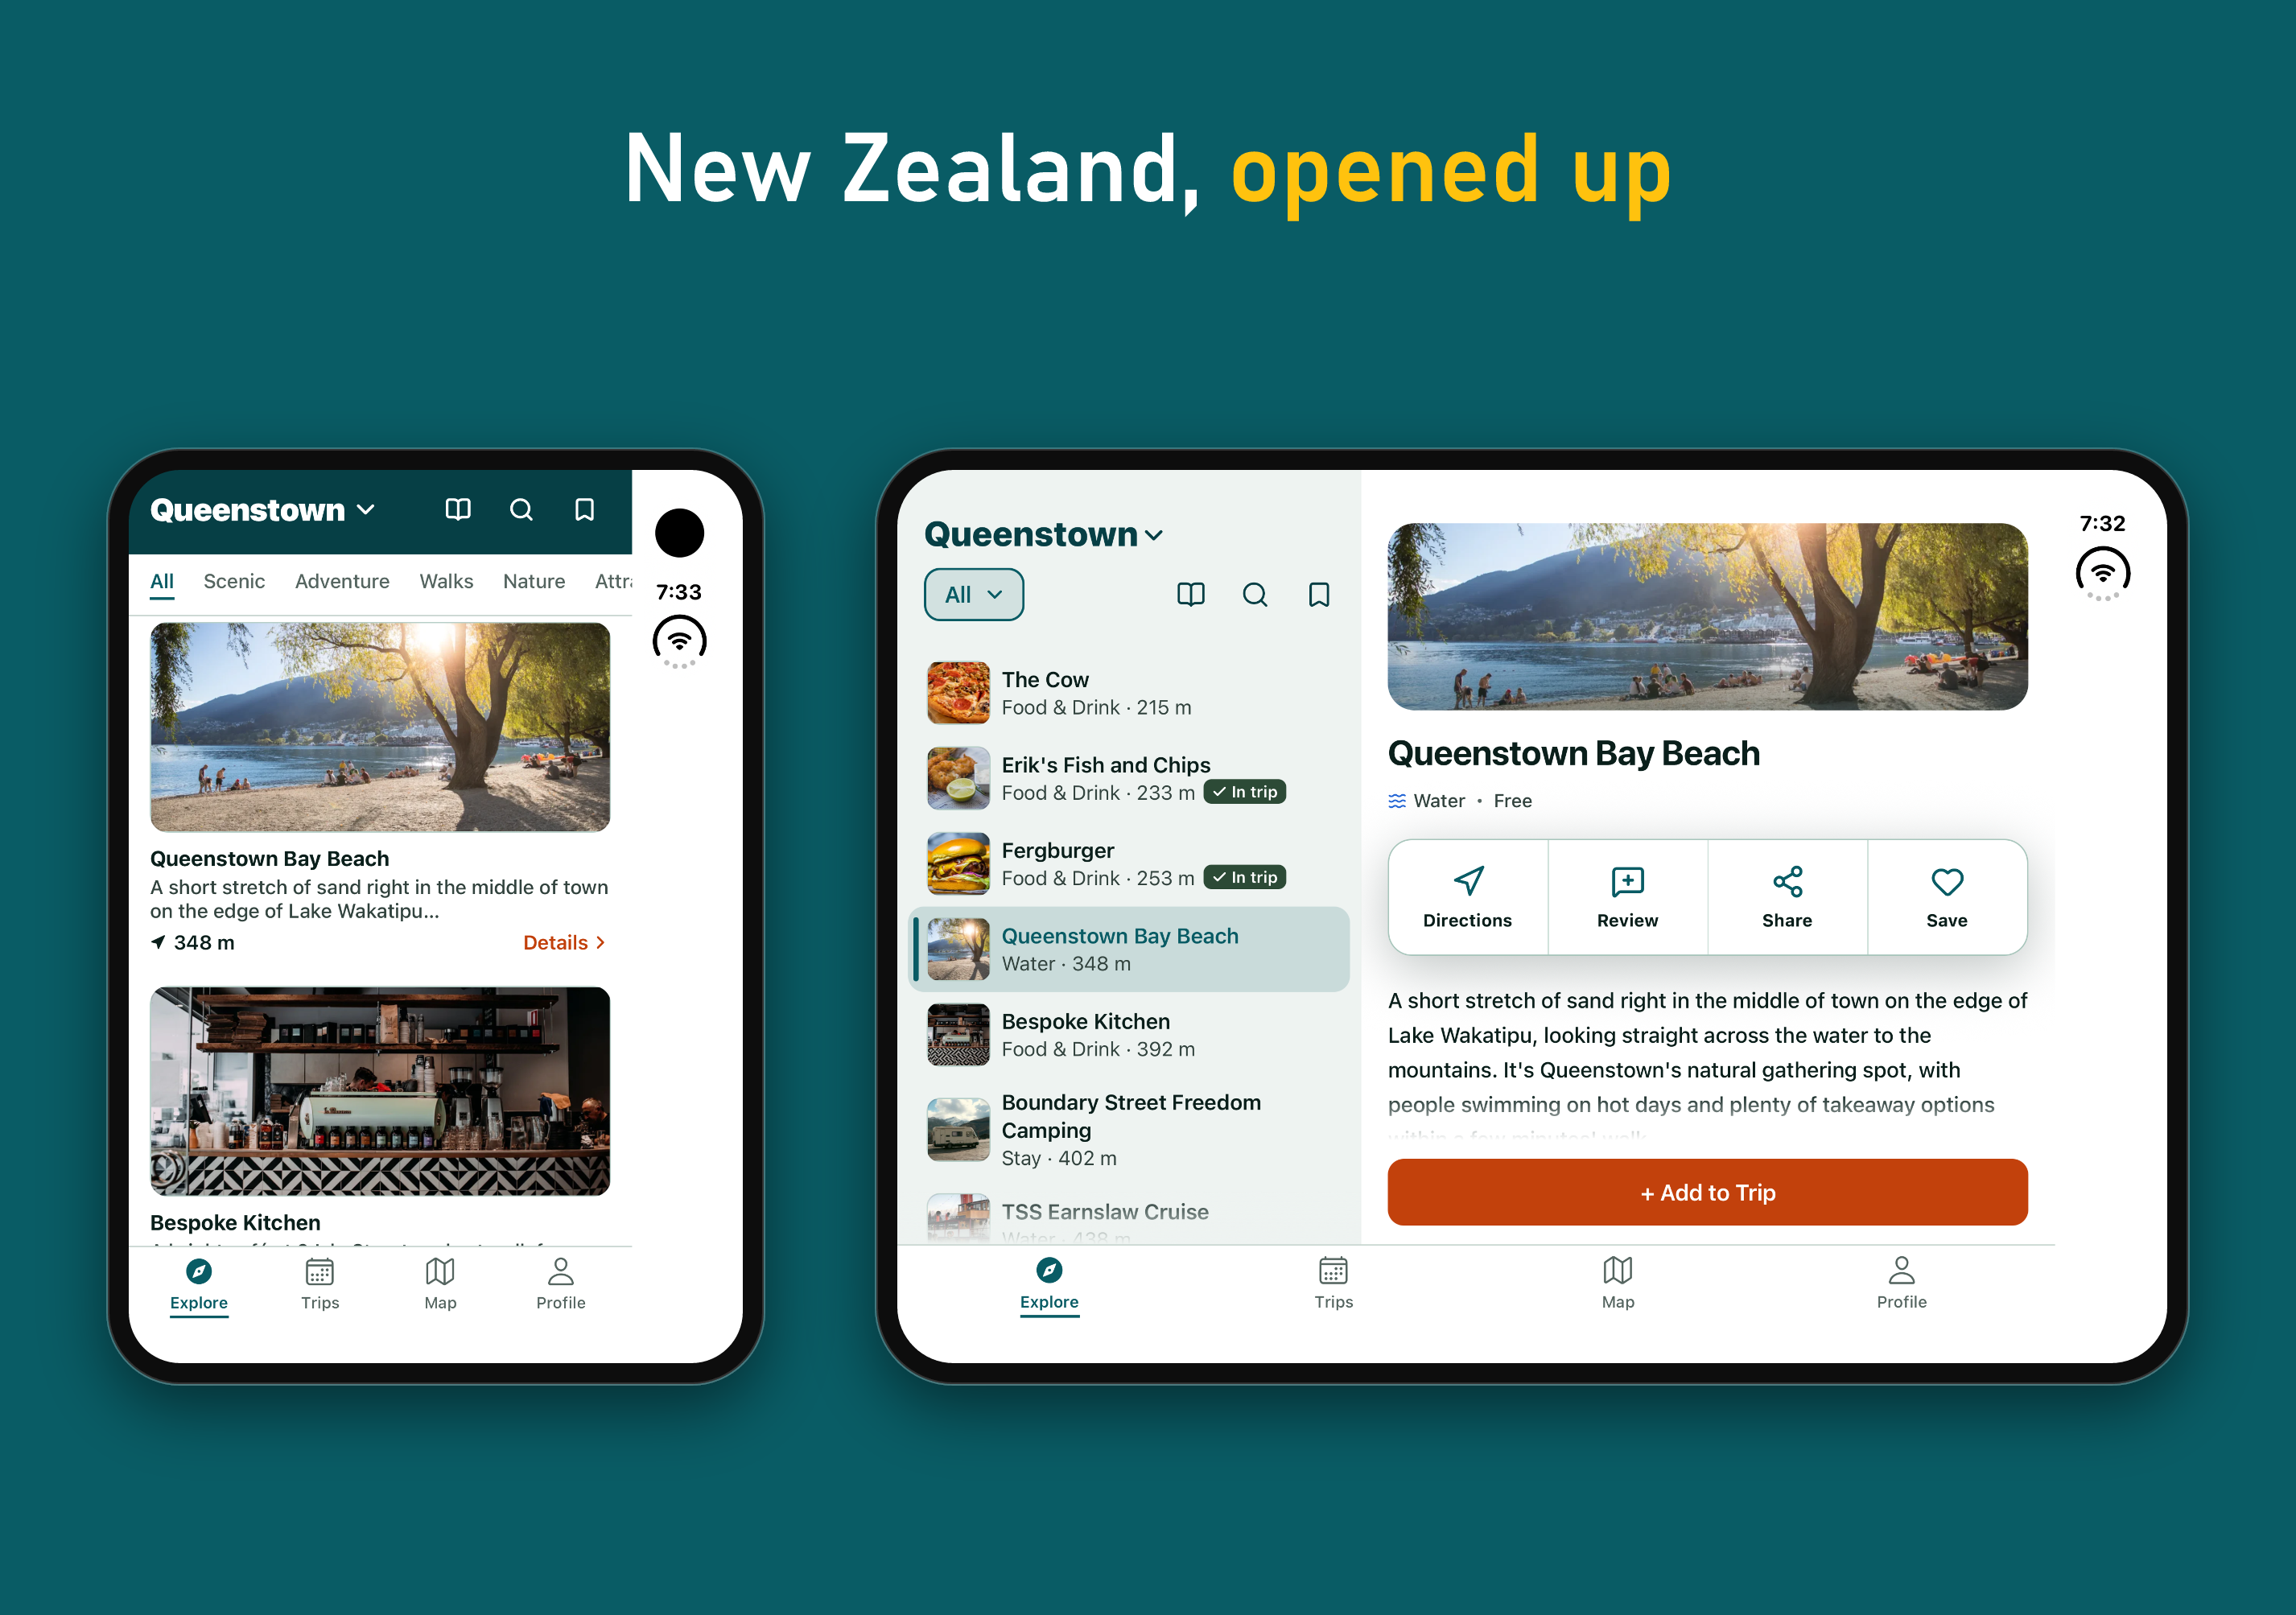 New Zealand, opened up
Queenstown
All Scenic Adventure Walks Nature Attra
7:33
Queenstown Bay Beach
A short stretch of sand right in the middle of town
on the edge of Lake Wakatipu...
348 m Details
Bespoke Kitchen
Explore Trips Map Profile
Queenstown
All
The Cow
Food & Drink · 215 m
Erik's Fish and Chips
Food & Drink · 233 m ✓ In trip
Fergburger
Food & Drink · 253 m ✓ In trip
Queenstown Bay Beach
Water · 348 m
Bespoke Kitchen
Food & Drink · 392 m
Boundary Street Freedom
Camping
Stay · 402 m
TSS Earnslaw Cruise
Water · 438 m
7:32
Queenstown Bay Beach
Water • Free
Directions Review Share Save
A short stretch of sand right in the middle of town on the edge of
Lake Wakatipu, looking straight across the water to the
mountains. It's Queenstown's natural gathering spot, with
people swimming on hot days and plenty of takeaway options
within a few minutes' walk.
+ Add to Trip
Explore Trips Map Profile